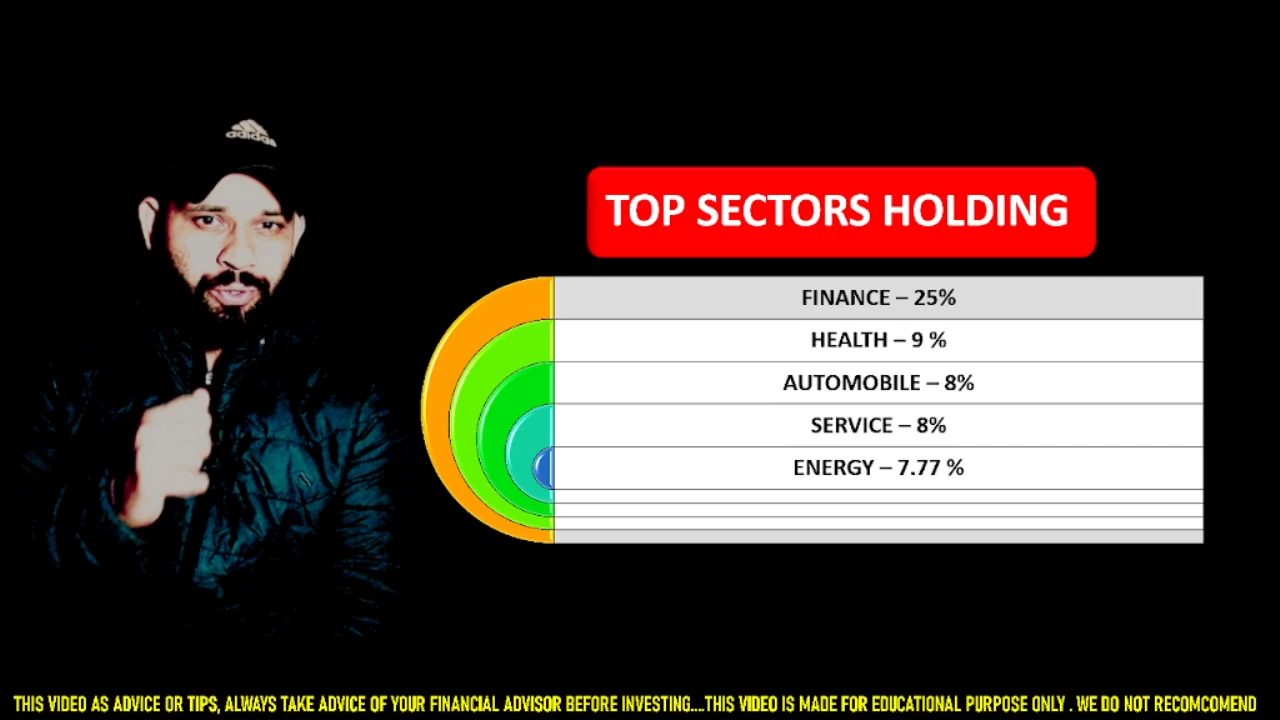 adidas
TOP SECTORS HOLDING
FINANCE – 25%
HEALTH – 9 %
AUTOMOBILE – 8%
SERVICE – 8%
ENERGY – 7.77 %
THIS VIDEO AS ADVICE OR TIPS, ALWAYS TAKE ADVICE OF YOUR FINANCIAL ADVISOR BEFORE INVESTING....THIS VIDEO IS MADE FOR EDUCATIONAL PURPOSE ONLY . WE DO NOT RECOMCOMEND